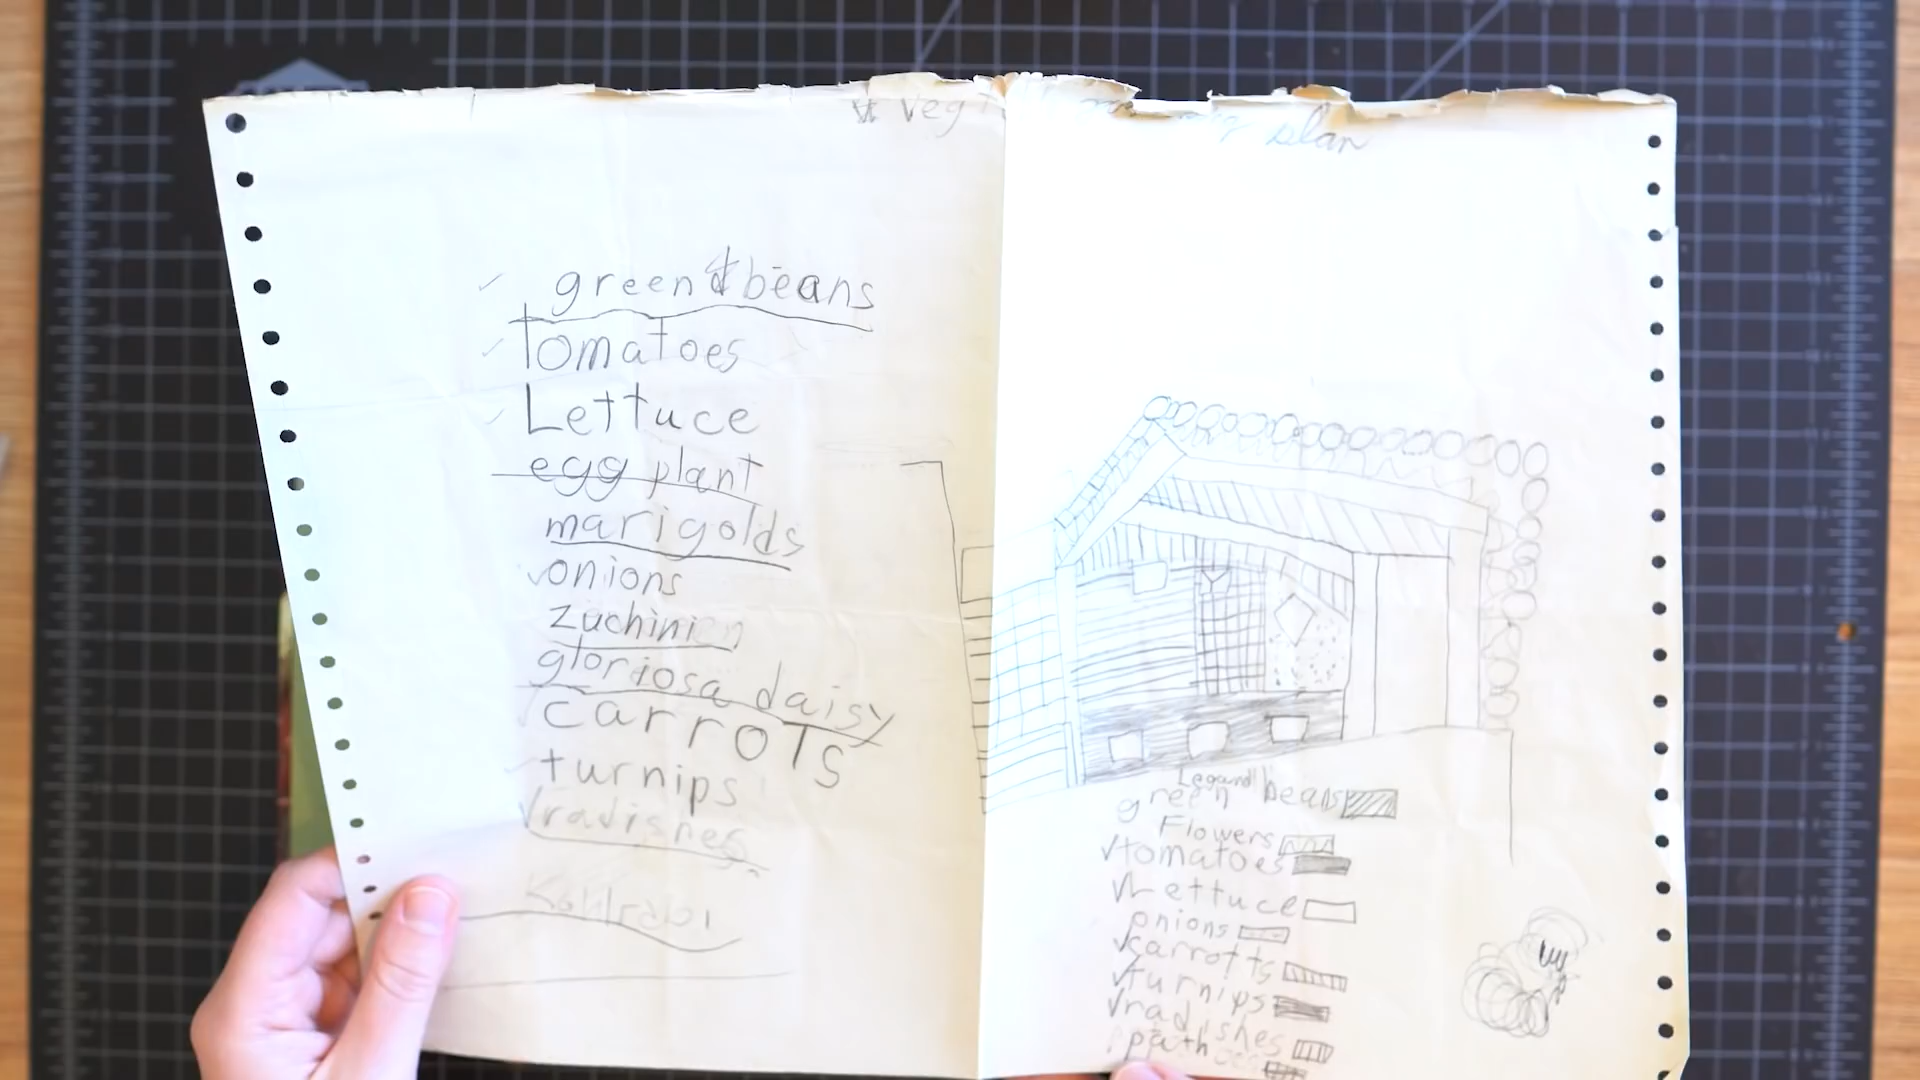 veg
plan
green beans
tomatoes
Lettuce
egg plant
marigolds
onions
zuchini
gloriosa daisy
carrots
turnips
radishes
Kohlrabi
Legand
green beans
Flowers
tomatoes
Lettuce
onions
carrotts
turnips
radishes
path